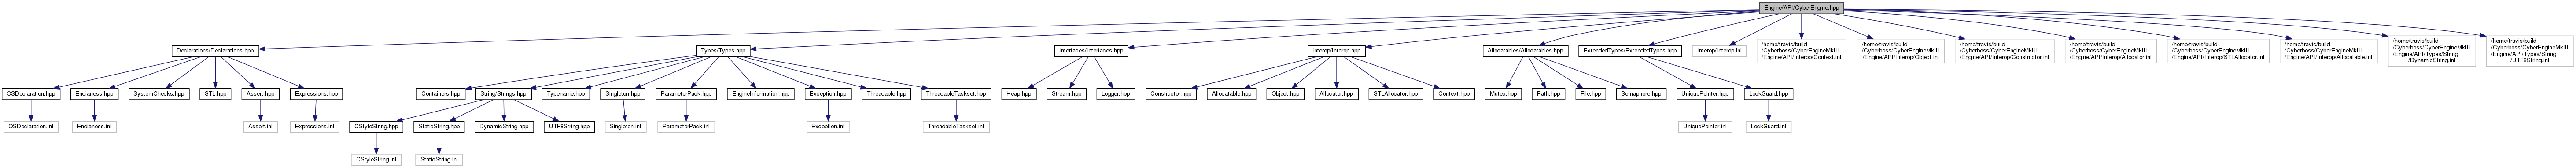 Engine/API/CyberEngine.hpp
Declarations/Declarations.hpp
Types/Types.hpp
Interfaces/Interfaces.hpp
Interop/Interop.hpp
Allocatables/Allocatables.hpp
ExtendedTypes/ExtendedTypes.hpp
Interop/Interop.inl
/home/travis/build
/Cyberboss/CyberEngineMkIII
/Engine/API/Interop/Context.inl
/home/travis/build
/Cyberboss/CyberEngineMkIII
/Engine/API/Interop/Object.inl
/home/travis/build
/Cyberboss/CyberEngineMkIII
/Engine/API/Interop/Constructor.inl
/home/travis/build
/Cyberboss/CyberEngineMkIII
/Engine/API/Interop/Allocator.inl
/home/travis/build
/Cyberboss/CyberEngineMkIII
/Engine/API/Interop/STLAllocator.inl
/home/travis/build
/Cyberboss/CyberEngineMkIII
/Engine/API/Interop/Allocatable.inl
/home/travis/build
/Cyberboss/CyberEngineMkIII
/Engine/API/Types/String
/DynamicString.inl
/home/travis/build
/Cyberboss/CyberEngineMkIII
/Engine/API/Types/String
/UTF8String.inl
OSDeclaration.hpp
Endianess.hpp
SystemChecks.hpp
STL.hpp
Assert.hpp
Expressions.hpp
Containers.hpp
String/Strings.hpp
Typename.hpp
Singleton.hpp
ParameterPack.hpp
EngineInformation.hpp
Exception.hpp
Threadable.hpp
ThreadableTaskset.hpp
Heap.hpp
Stream.hpp
Logger.hpp
Constructor.hpp
Allocatable.hpp
Object.hpp
Allocator.hpp
STLAllocator.hpp
Context.hpp
Mutex.hpp
Path.hpp
File.hpp
Semaphore.hpp
UniquePointer.hpp
LockGuard.hpp
OSDeclaration.inl
Endianess.inl
Assert.inl
Expressions.inl
CStyleString.hpp
StaticString.hpp
DynamicString.hpp
UTF8String.hpp
Singleton.inl
ParameterPack.inl
Exception.inl
ThreadableTaskset.inl
UniquePointer.inl
LockGuard.inl
CStyleString.inl
StaticString.inl